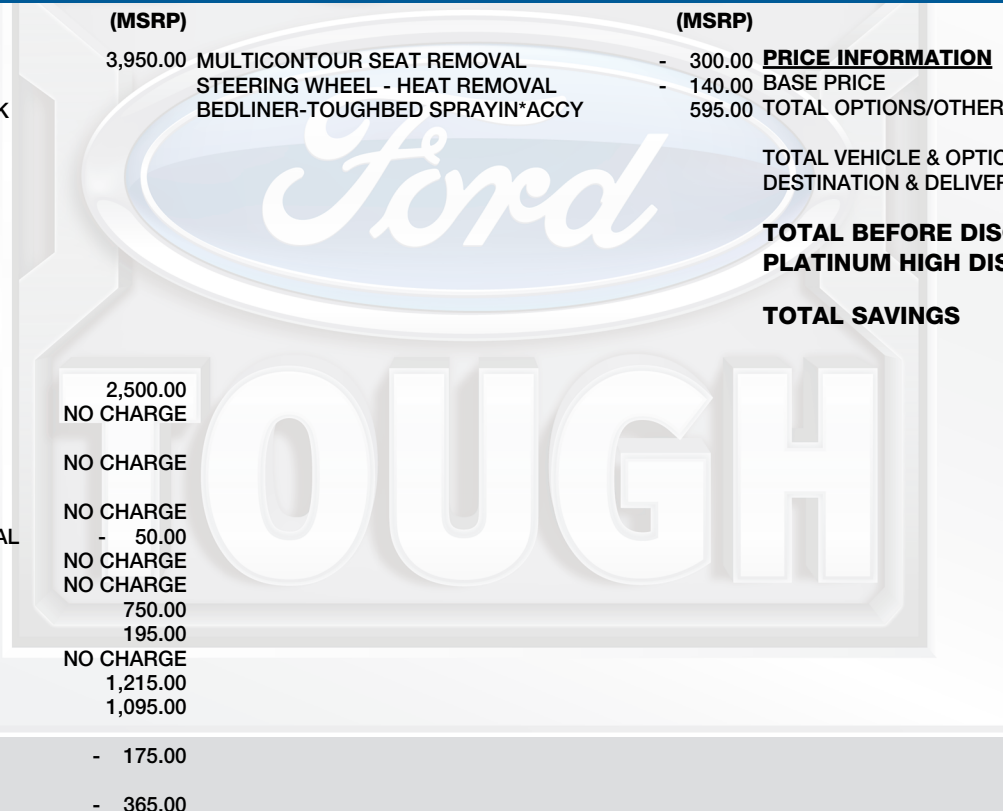 (MSRP) (MSRP)
3,950.00 MULTICONTOUR SEAT REMOVAL - 300.00 PRICE INFORMATION
STEERING WHEEL - HEAT REMOVAL - 140.00 BASE PRICE
K BEDLINER-TOUGHBED SPRAYIN*ACCY 595.00 TOTAL OPTIONS/OTHER
TOTAL VEHICLE & OPTIO
DESTINATION & DELIVER
Ford
TOTAL BEFORE DIS
PLATINUM HIGH DIS
TOTAL SAVINGS
TOUGH
2,500.00
NO CHARGE
NO CHARGE
NO CHARGE
AL - 50.00
NO CHARGE
NO CHARGE
750.00
195.00
NO CHARGE
1,215.00
1,095.00
- 175.00
- 365.00